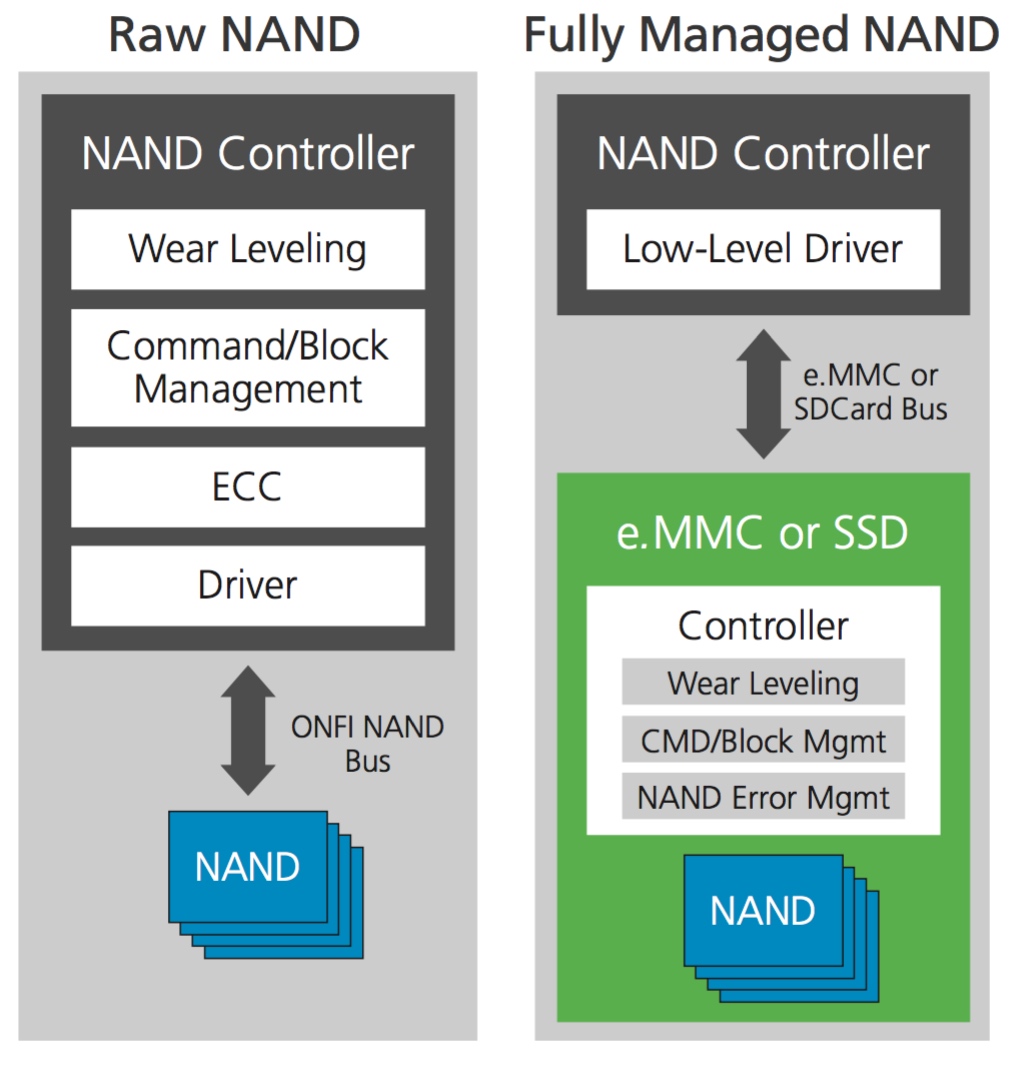 Raw NAND
NAND Controller
Wear Leveling
Command/Block
Management
ECC
Driver
ONFI NAND
Bus
NAND
Fully Managed NAND
NAND Controller
Low-Level Driver
e.MMC or
SDCard Bus
e.MMC or SSD
Controller
Wear Leveling
CMD/Block Mgmt
NAND Error Mgmt
NAND